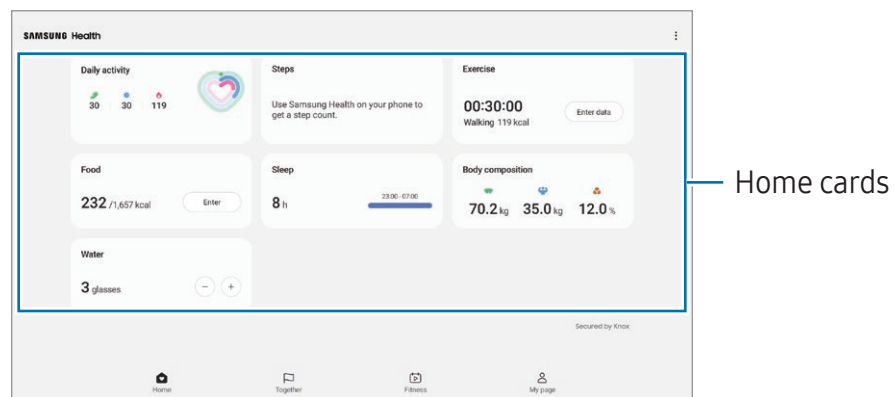 SAMSUNG Health
Daily activity
30 30 119
Steps
Use Samsung Health on your phone to
get a step count.
Exercise
00:30:00
Walking 119 kcal
Enter data
Food
232 /1,657 kcal
Enter
Sleep
8 h
23:00-07:00
Body composition
70.2 kg 35.0 kg 12.0 %
Water
3 glasses
Home cards
Secured by Knox
Home Together Fitness My page